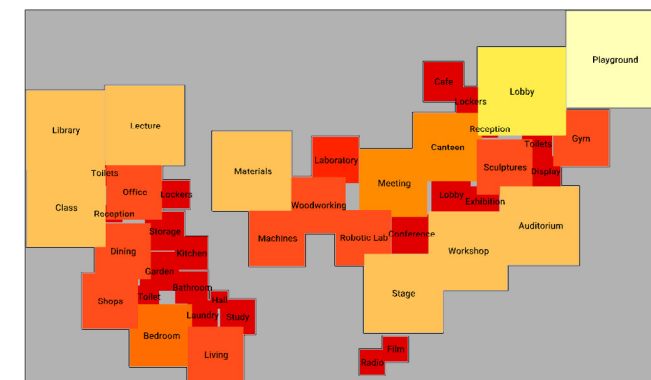 Playground
Cafe
Lobby
Lockers
Library
Lecture
Reception
Canteen
Toilets
Gym
Laboratory
Materials
Sculptures
Display
Toilets
Meeting
Office
Lockers
Lobby
Exhibition
Woodworking
Class
Reception
Auditorium
Storage
Conference
Machines
Robotic Lab
Dining
Kitchen
Workshop
Garden
Bathroom
Stage
Toilet
Hall
Shops
Laundry
Study
Bedroom
Film
Living
Radio